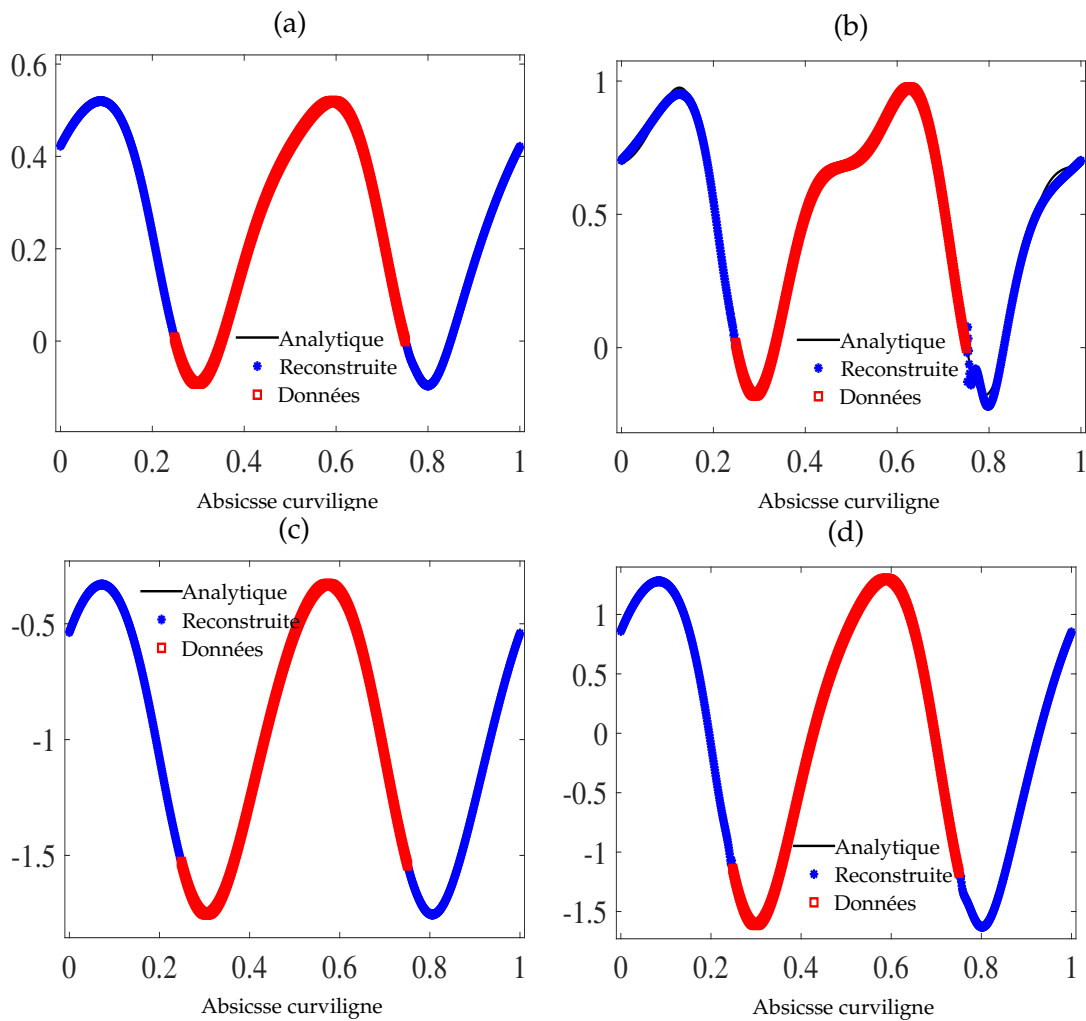 (a)
0.6
0.4
0.2
0
Analytique
Reconstruite
Données
0 0.2 0.4 0.6 0.8 1
Absicsse curviligne
(b)
1
0.5
0
Analytique
Reconstruite
Données
0 0.2 0.4 0.6 0.8 1
Absicsse curviligne
(c)
-0.5
-1
-1.5
Analytique
Reconstruite
Données
0 0.2 0.4 0.6 0.8 1
Absicsse curviligne
(d)
1
0.5
0
-0.5
-1
-1.5
Analytique
Reconstruite
Données
0 0.2 0.4 0.6 0.8 1
Absicsse curviligne